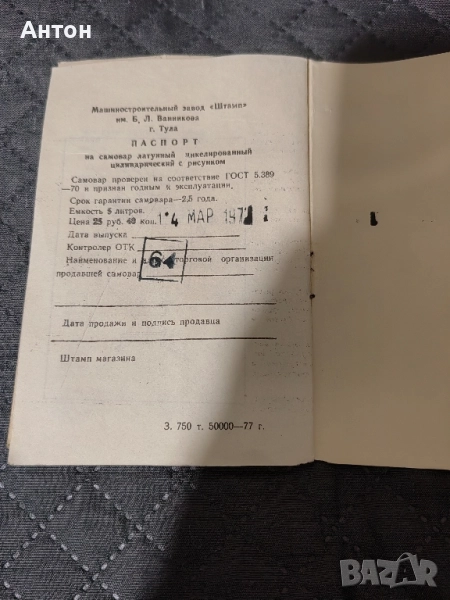 Антон
Машиностроительный завод «Штамп»
им. Б. Л. Ванникова
г. Тула
ПАСПОРТ
на самовар латунный никелированный
цилиндрический с рисунком
Самовар проверен на соответствие ГОСТ 5.389
—70 и признан годным к эксплуатации.
Срок гарантии самовара—2,5 года.
Емкость 5 литров.
Цена 25 руб. 40 коп. 14 МАР 197
Дата выпуска
Контролер ОТК 64
Наименование и торговой организации
продавшей самовар
Дата продажи и подпись продавца
Штамп магазина
З. 750 т. 50000—77 г.
BAZAR